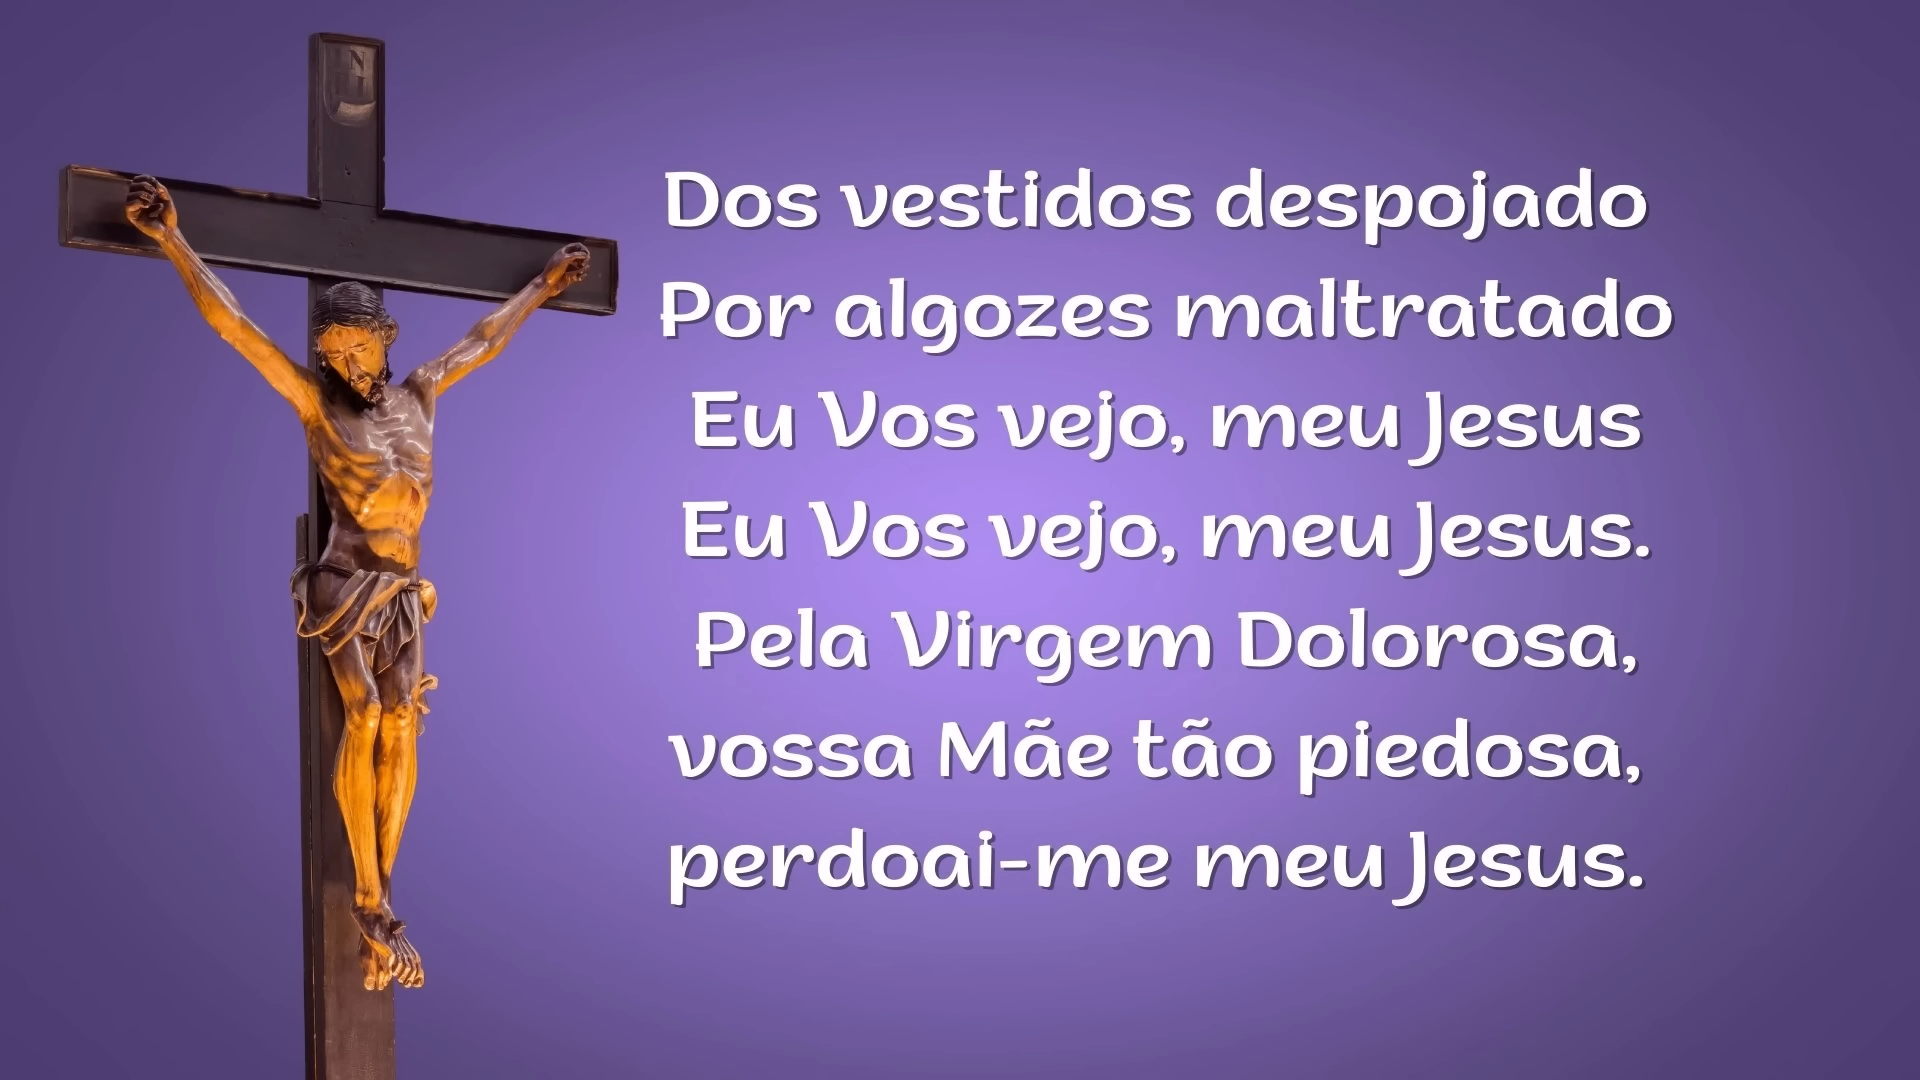 Dos vestidos despojado
Por algozes maltratado
Eu Vos vejo, meu Jesus
Eu Vos vejo, meu Jesus.
Pela Virgem Dolorosa,
vossa Mãe tão piedosa,
perdoai-me meu Jesus.